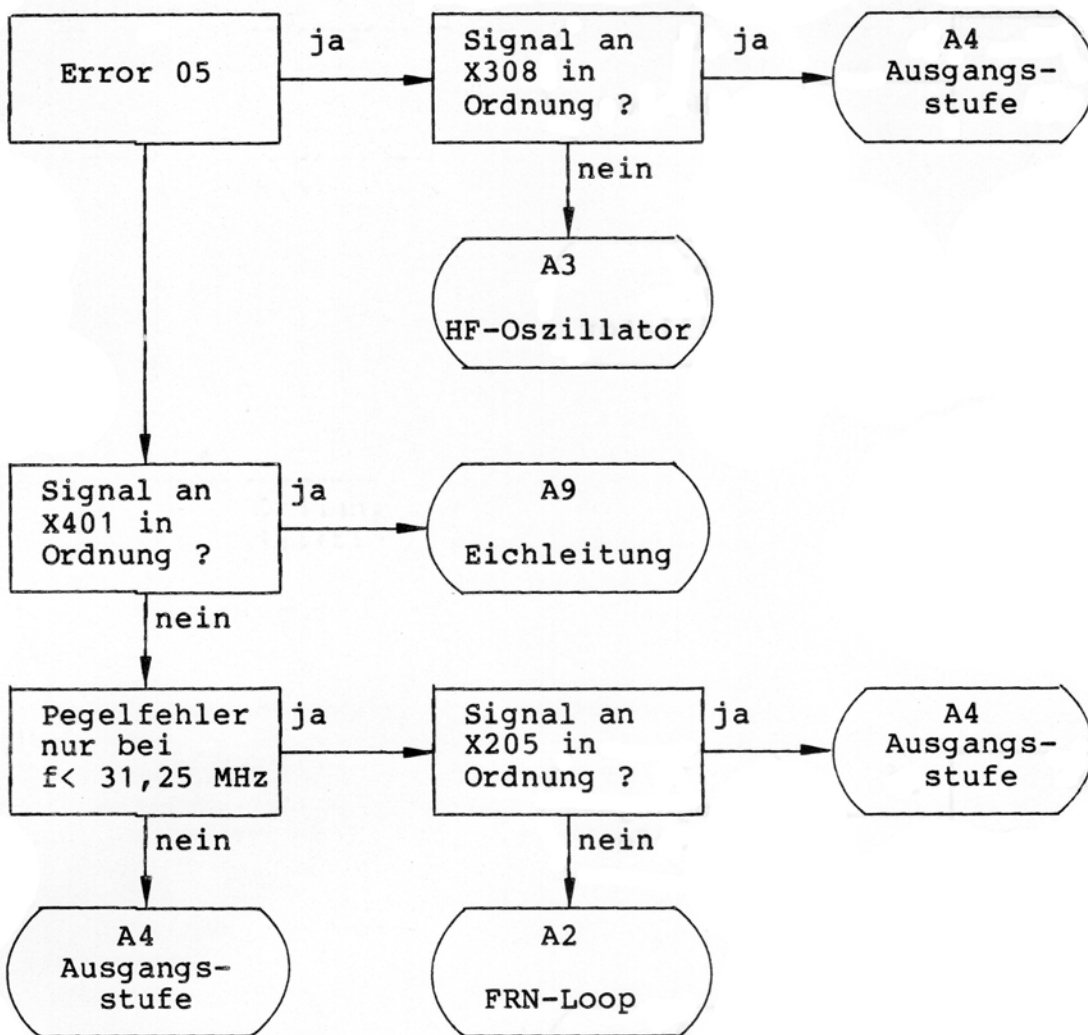 Error 05
ja
Signal an
X308 in
Ordnung ?
ja
A4
Ausgangs-
stufe
nein
A3
HF-Oszillator
Signal an
X401 in
Ordnung ?
ja
A9
Eichleitung
nein
Pegelfehler
nur bei
f< 31,25 MHz
ja
Signal an
X205 in
Ordnung ?
ja
A4
Ausgangs-
stufe
nein
nein
A4
Ausgangs-
stufe
A2
FRN-Loop